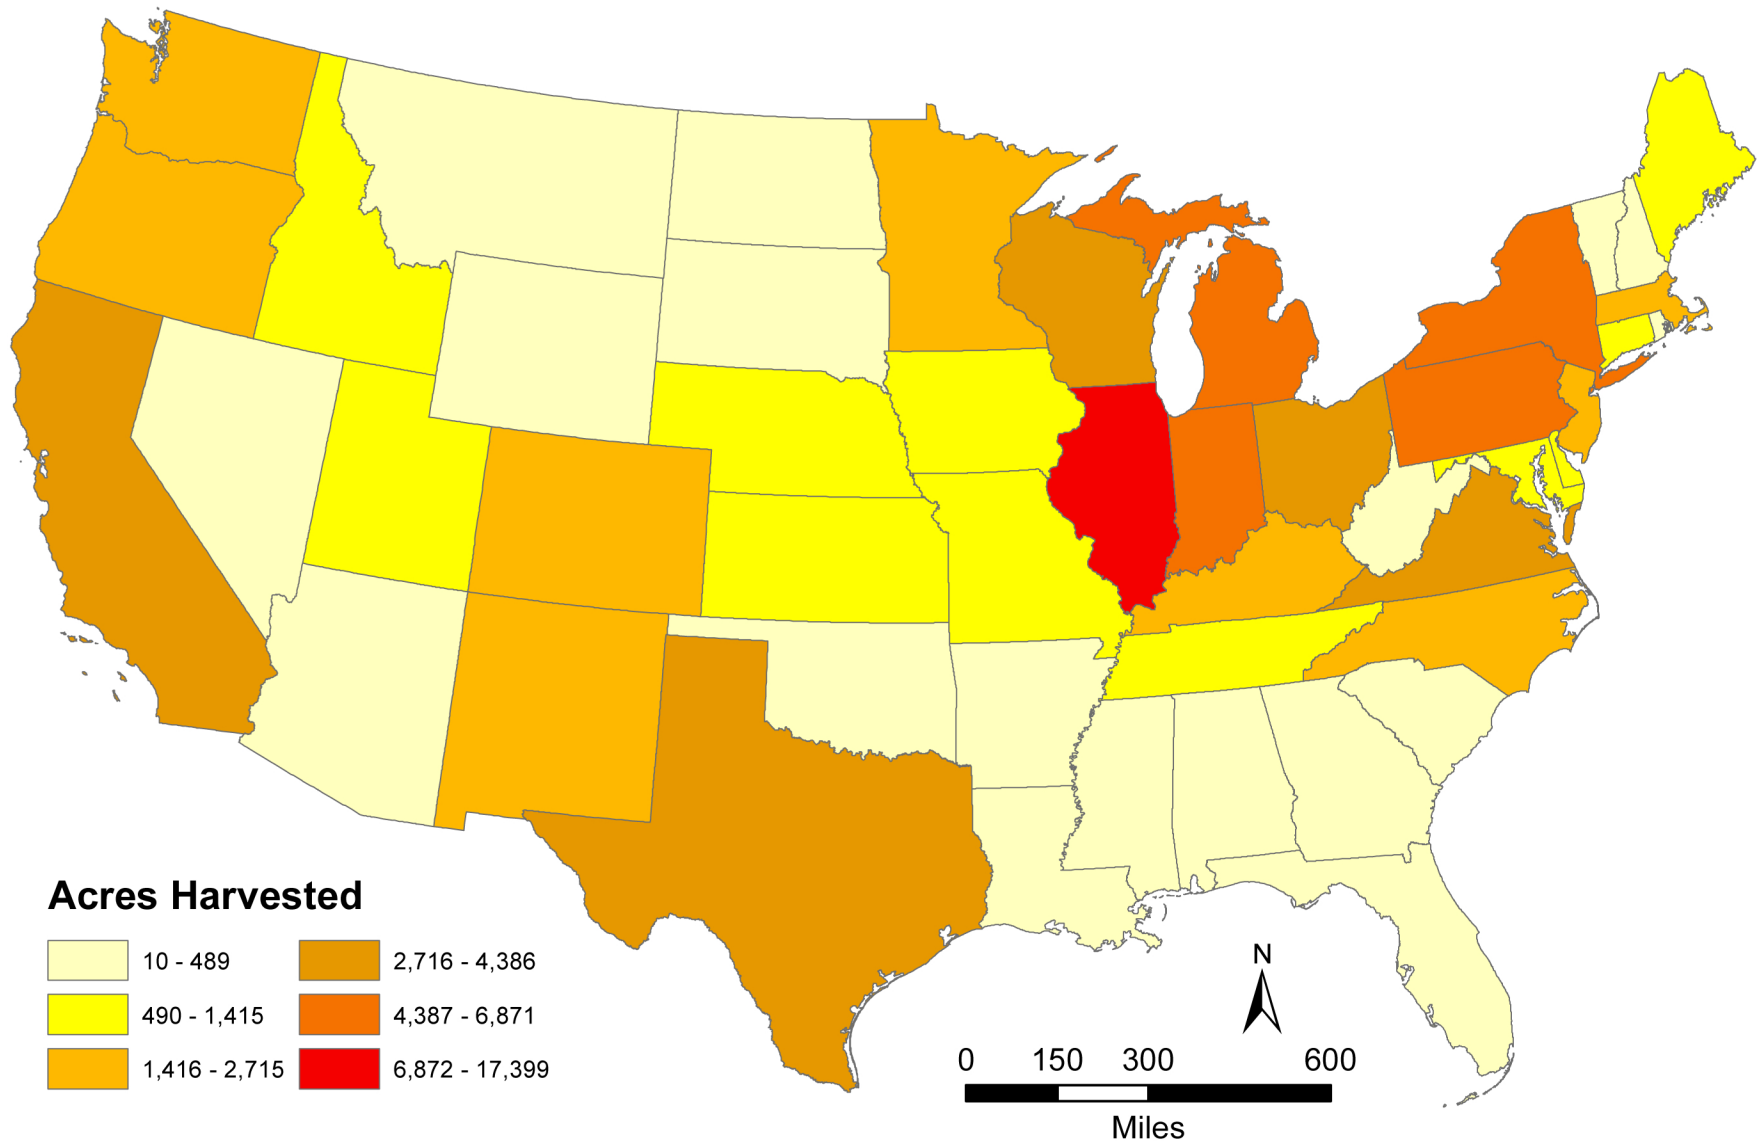 Acres Harvested
10 - 489
490 - 1,415
1,416 - 2,715
2,716 - 4,386
4,387 - 6,871
6,872 - 17,399
N
0 150 300 600
Miles